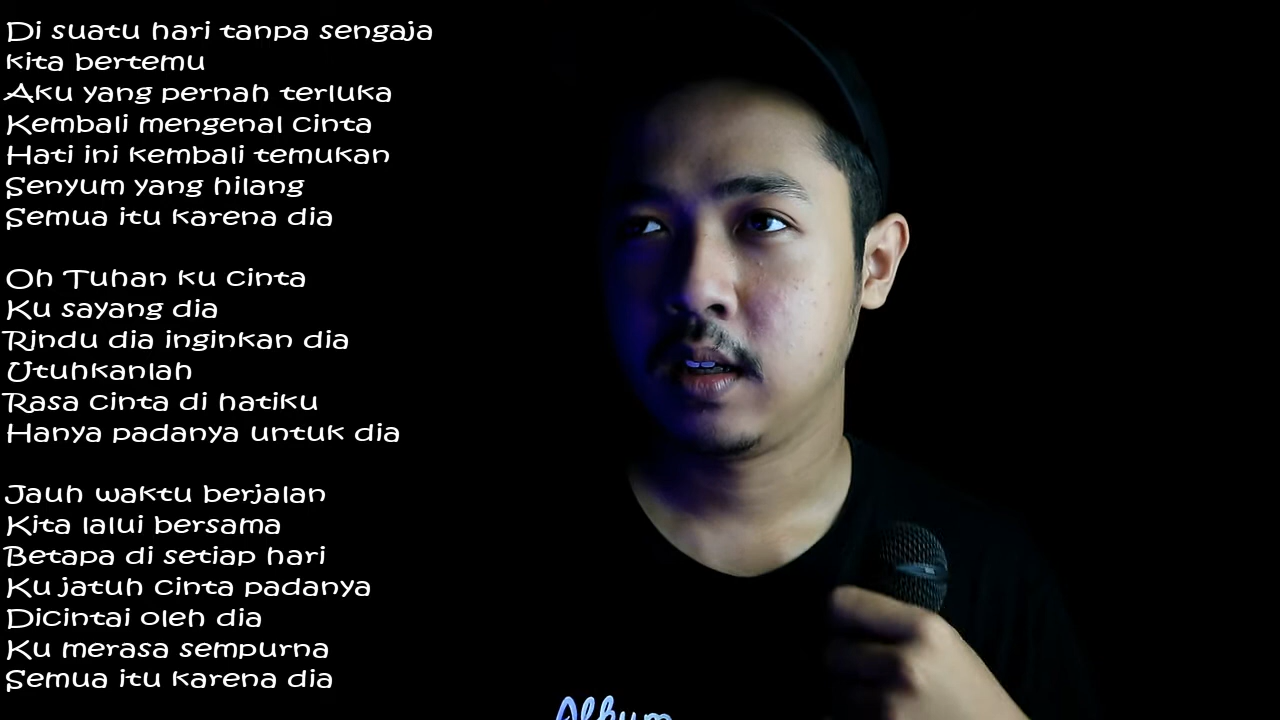 Di suatu hari tanpa sengaja
kita bertemu
Aku yang pernah terluka
Kembali mengenal cinta
Hati ini kembali temukan
Senyum yang hilang
Semua itu karena dia
Oh Tuhan ku cinta
Ku sayang dia
Rindu dia inginkan dia
Utuhkanlah
Rasa cinta di hatiku
Hanya padanya untuk dia
Jauh waktu berjalan
Kita lalui bersama
Betapa di setiap hari
Ku jatuh cinta padanya
Dicintai oleh dia
Ku merasa sempurna
Semua itu karena dia
Album